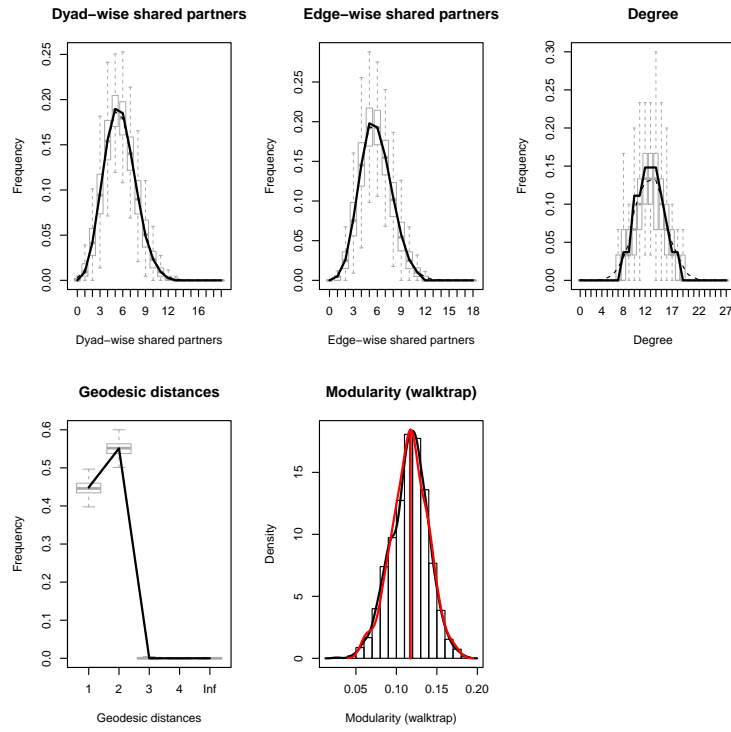 Dyad−wise shared partners
Frequency
0.00 0.05 0.10 0.15 0.20 0.25
0 3 6 9 12 16
Dyad−wise shared partners
Edge−wise shared partners
Frequency
0.00 0.05 0.10 0.15 0.20 0.25
0 3 6 9 12 15 18
Edge−wise shared partners
Degree
Frequency
0.00 0.05 0.10 0.15 0.20 0.25 0.30
0 4 8 12 17 22 27
Degree
Geodesic distances
Frequency
0.0 0.1 0.2 0.3 0.4 0.5 0.6
1 2 3 4 Inf
Geodesic distances
Modularity (walktrap)
Density
0 5 10 15
0.05 0.10 0.15 0.20
Modularity (walktrap)